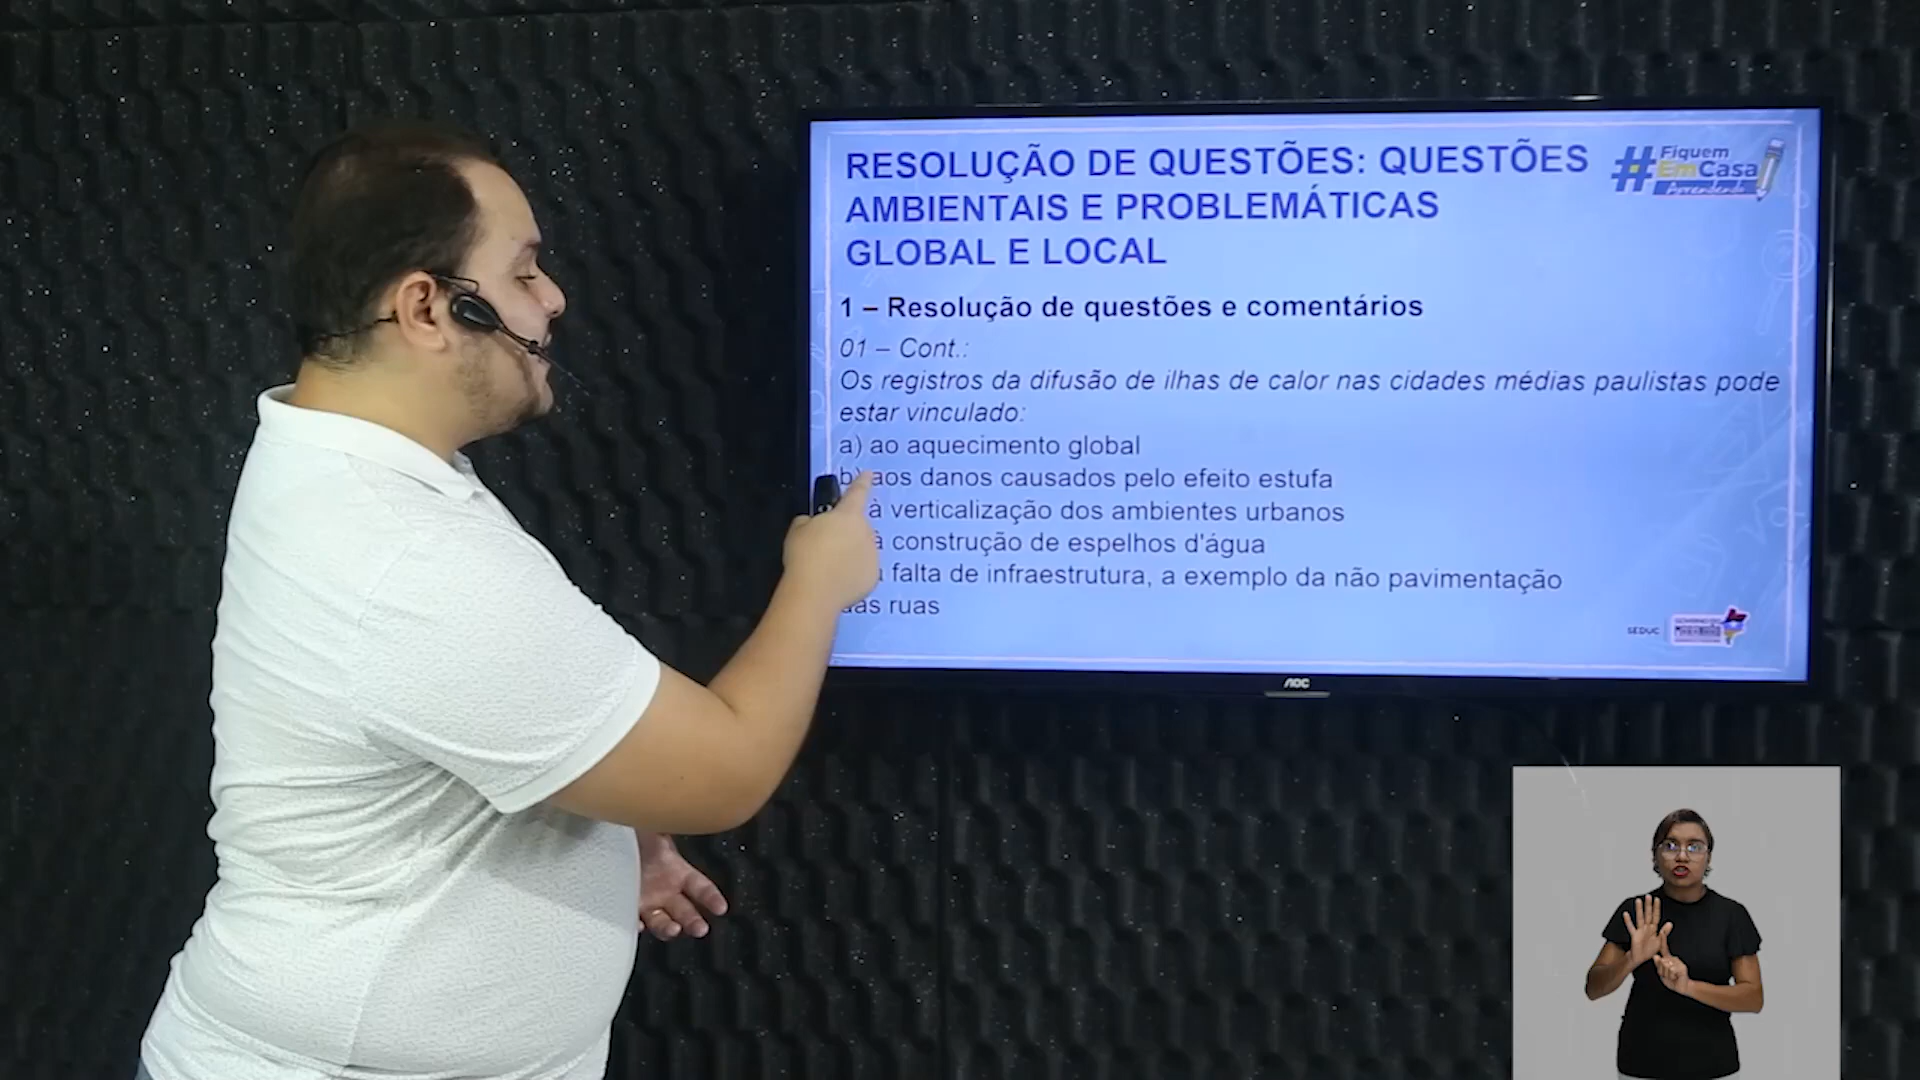 RESOLUÇÃO DE QUESTÕES: QUESTÕES
AMBIENTAIS E PROBLEMÁTICAS
GLOBAL E LOCAL
#Fiquem
EmCasa
Aprendendo
1 – Resolução de questões e comentários
01 – Cont.:
Os registros da difusão de ilhas de calor nas cidades médias paulistas pode
estar vinculado:
a) ao aquecimento global
b) aos danos causados pelo efeito estufa
à verticalização dos ambientes urbanos
à construção de espelhos d'água
falta de infraestrutura, a exemplo da não pavimentação
das ruas
SEDUC
AOC